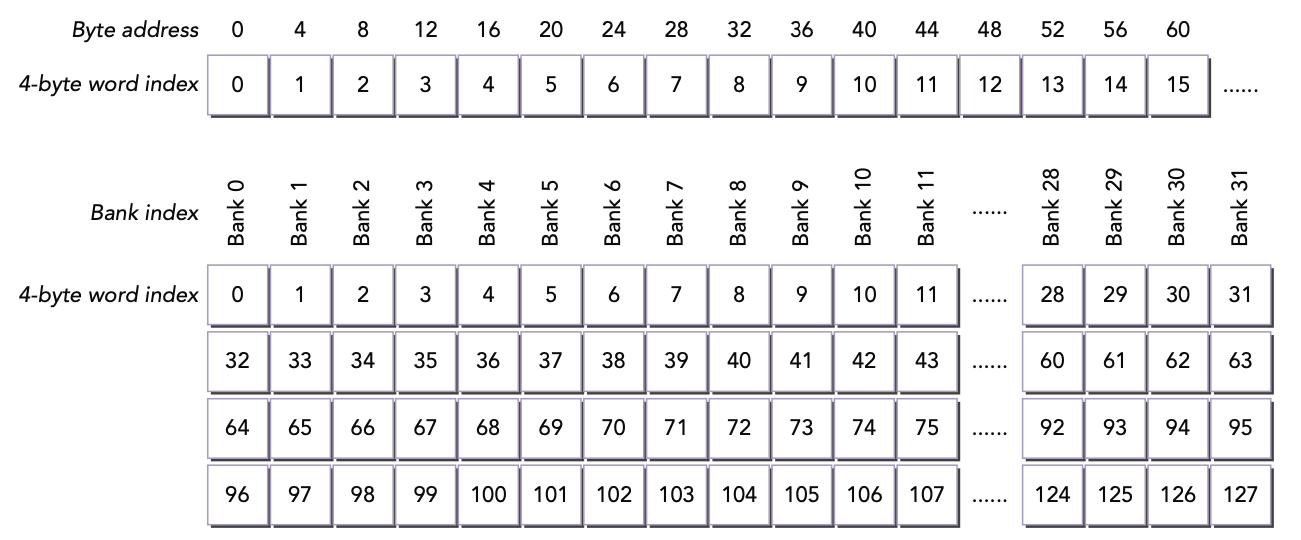 Byte address 0 4 8 12 16 20 24 28 32 36 40 44 48 52 56 60
4-byte word index 0 1 2 3 4 5 6 7 8 9 10 11 12 13 14 15 ......
Bank index Bank 0 Bank 1 Bank 2 Bank 3 Bank 4 Bank 5 Bank 6 Bank 7 Bank 8 Bank 9 Bank 10 Bank 11 ...... Bank 28 Bank 29 Bank 30 Bank 31
4-byte word index 0 1 2 3 4 5 6 7 8 9 10 11 ...... 28 29 30 31
32 33 34 35 36 37 38 39 40 41 42 43 ...... 60 61 62 63
64 65 66 67 68 69 70 71 72 73 74 75 ...... 92 93 94 95
96 97 98 99 100 101 102 103 104 105 106 107 ...... 124 125 126 127